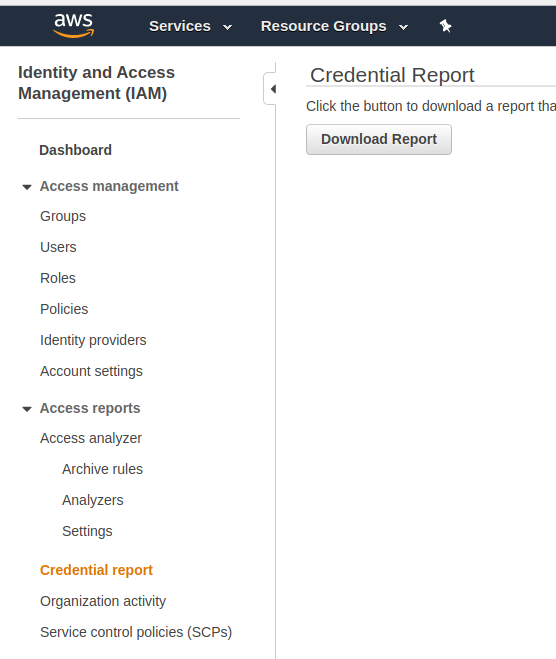 aws Services Resource Groups
Identity and Access
Management (IAM)
Dashboard
Access management
Groups
Users
Roles
Policies
Identity providers
Account settings
Access reports
Access analyzer
Archive rules
Analyzers
Settings
Credential report
Organization activity
Service control policies (SCPs)
Credential Report
Click the button to download a report tha
Download Report